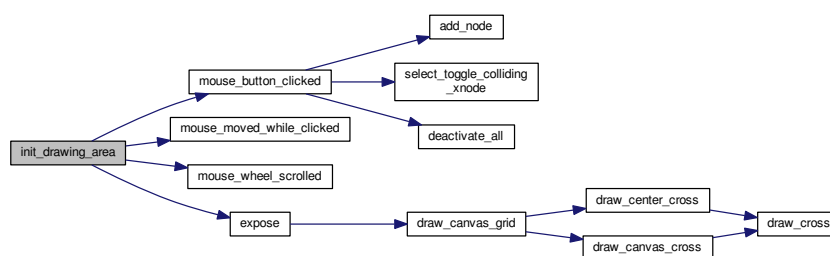 add_node
mouse_button_clicked
select_toggle_colliding
_xnode
mouse_moved_while_clicked
deactivate_all
init_drawing_area
mouse_wheel_scrolled
draw_center_cross
expose
draw_canvas_grid
draw_cross
draw_canvas_cross